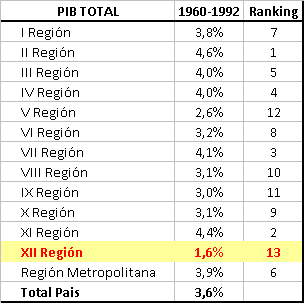 PIB TOTAL 1960-1992 Ranking
I Región 3,8% 7
II Región 4,6% 1
III Región 4,0% 5
IV Región 4,0% 4
V Región 2,6% 12
VI Región 3,2% 8
VII Región 4,1% 3
VIII Región 3,1% 10
IX Región 3,0% 11
X Región 3,1% 9
XI Región 4,4% 2
XII Región 1,6% 13
Región Metropolitana 3,9% 6
Total Pais 3,6%